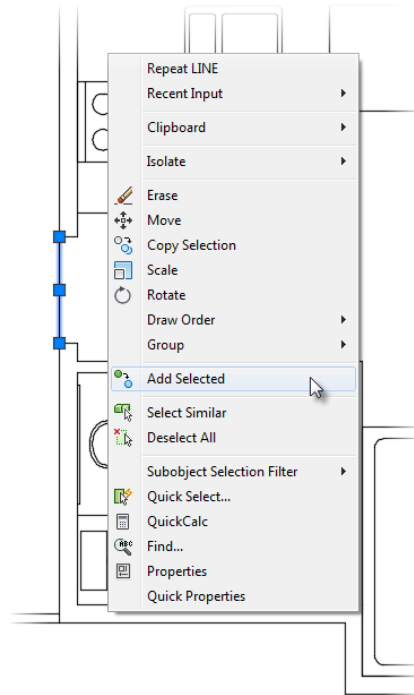 Repeat LINE
Recent Input
Clipboard
Isolate
Erase
Move
Copy Selection
Scale
Rotate
Draw Order
Group
Add Selected
Select Similar
Deselect All
Subobject Selection Filter
Quick Select...
QuickCalc
ABC
Find...
Properties
Quick Properties